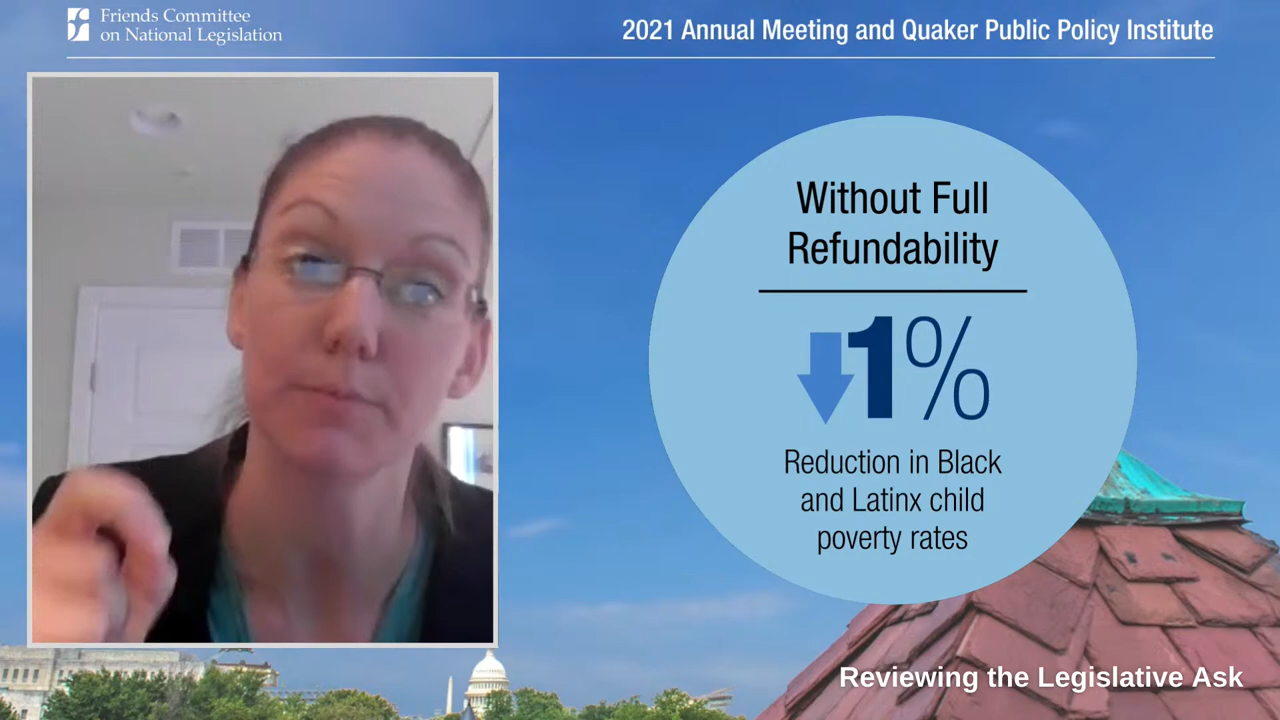 Friends Committee
on National Legislation
2021 Annual Meeting and Quaker Public Policy Institute
Without Full
Refundability
1%
Reduction in Black
and Latinx child
poverty rates
Reviewing the Legislative Ask